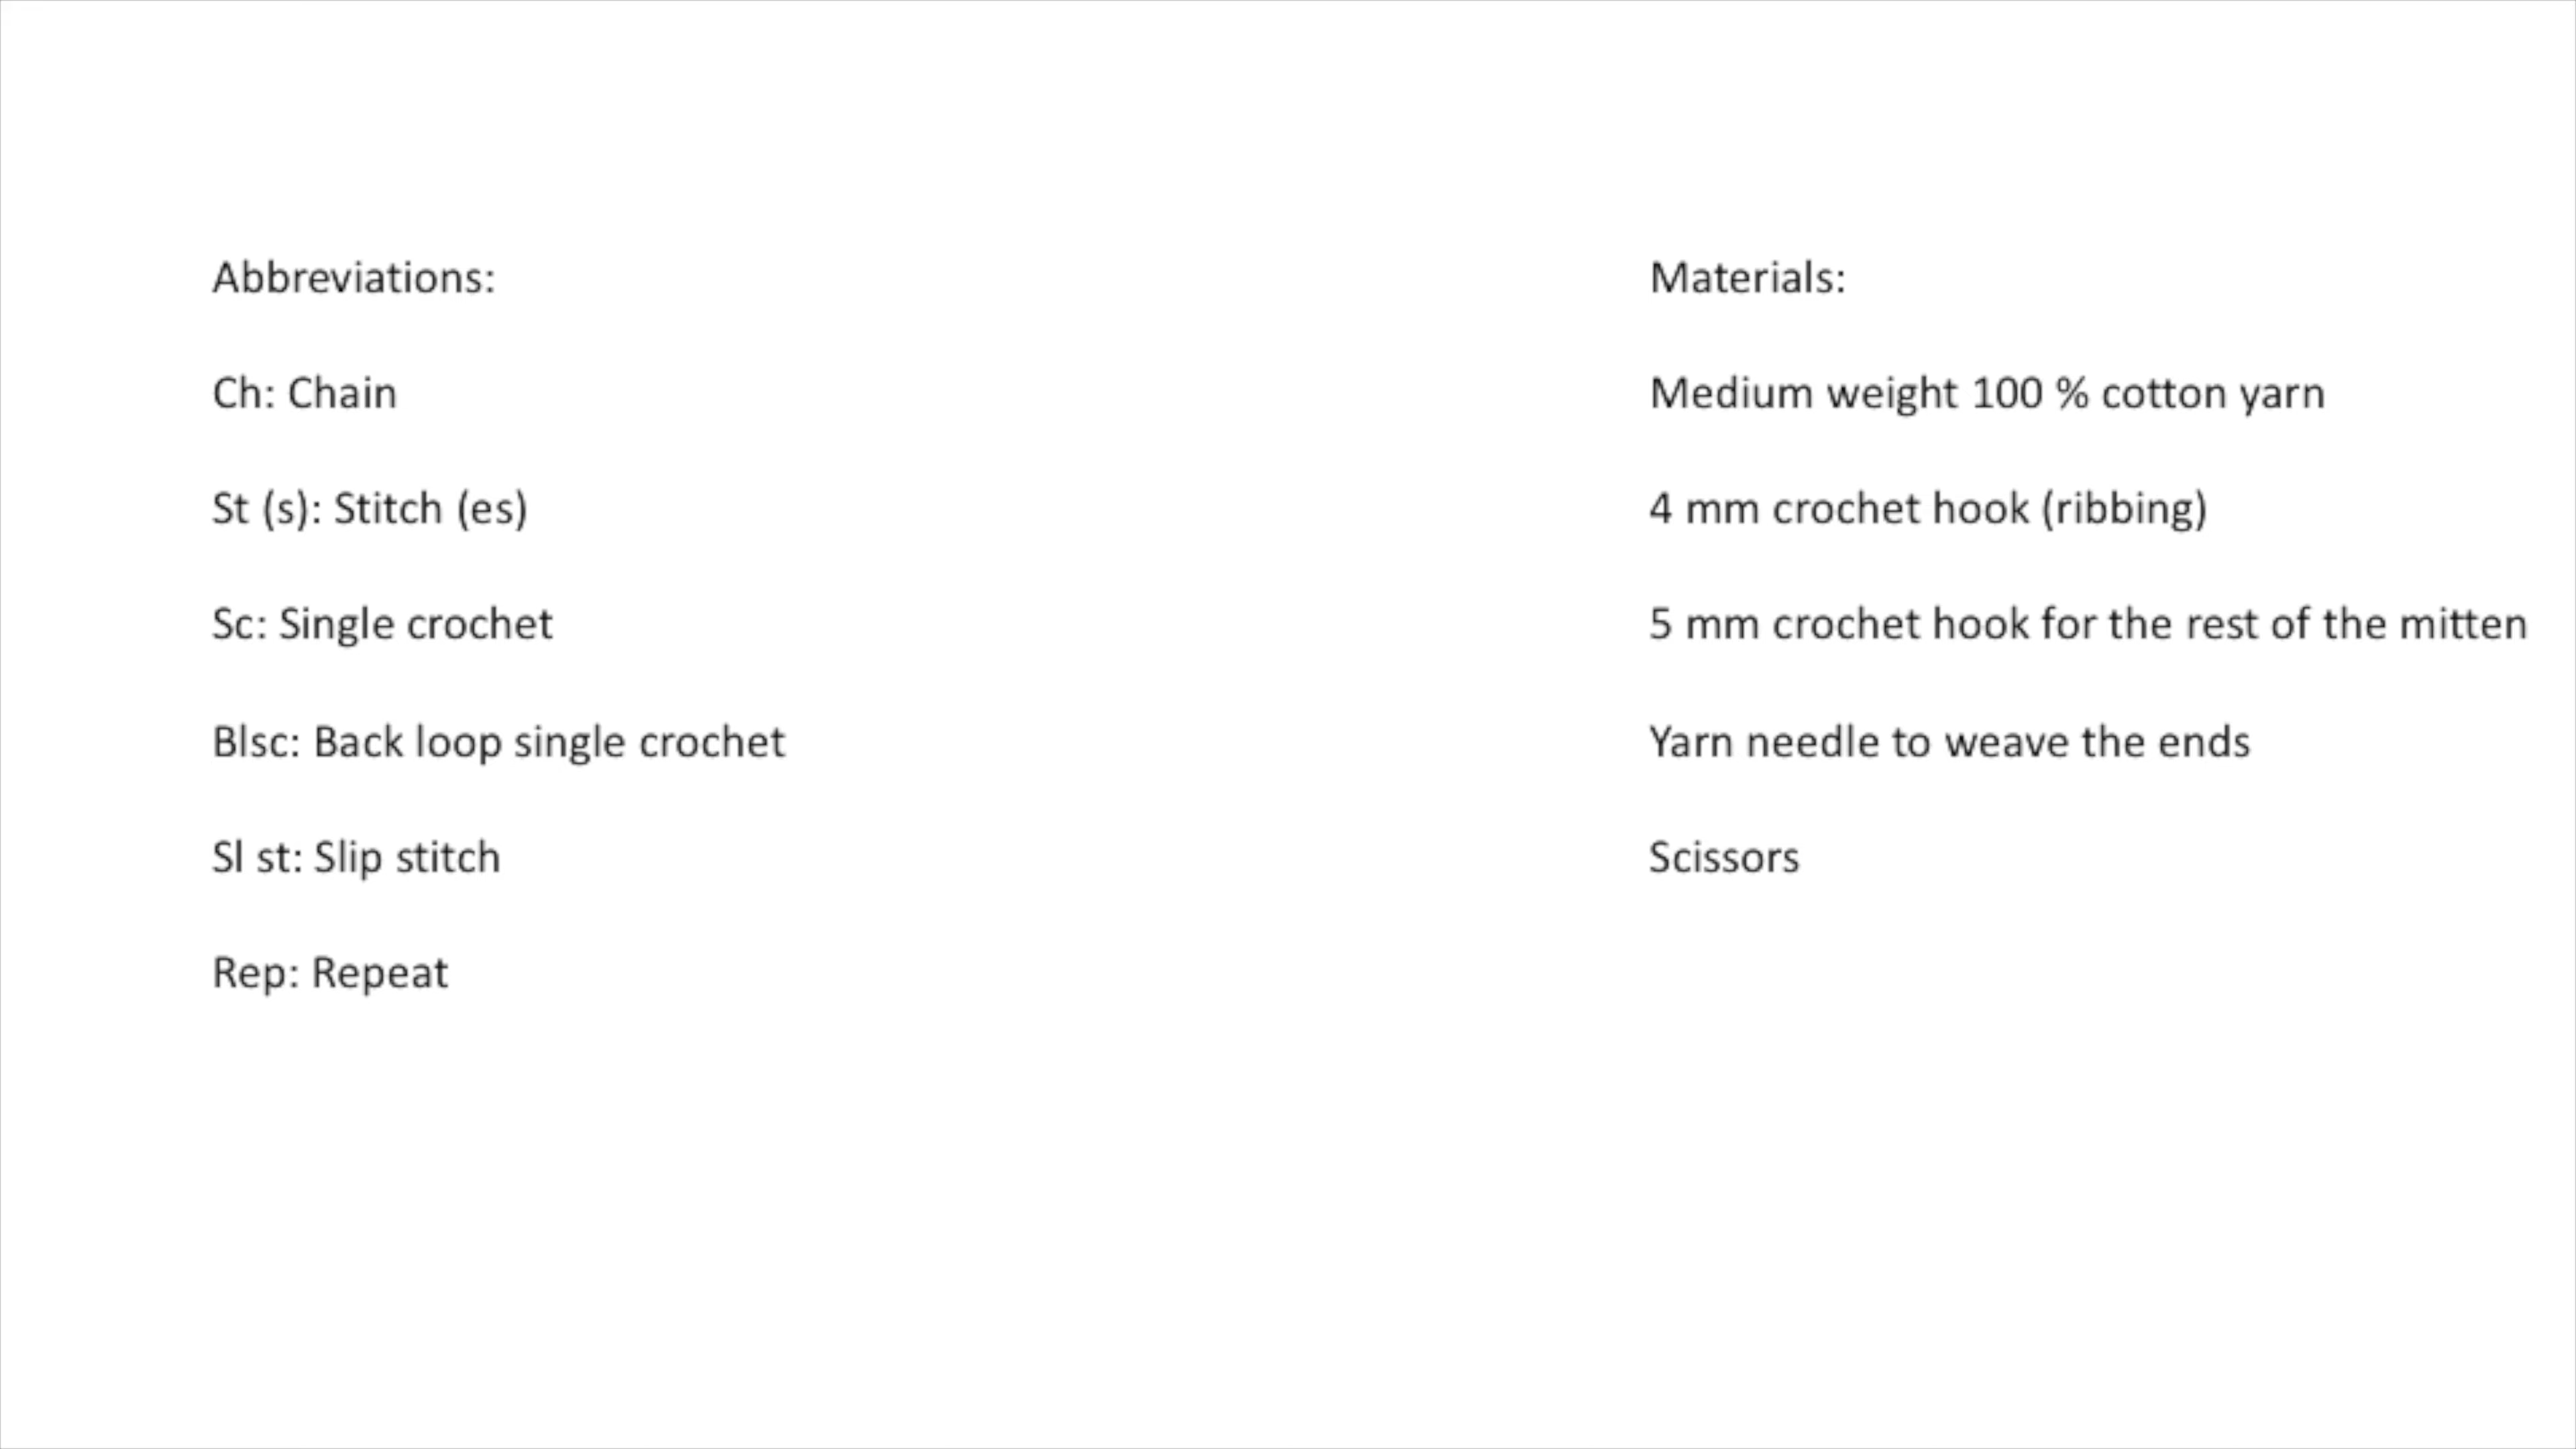 Abbreviations:
Ch: Chain
St (s): Stitch (es)
Sc: Single crochet
Blsc: Back loop single crochet
Sl st: Slip stitch
Rep: Repeat
Materials:
Medium weight 100 % cotton yarn
4 mm crochet hook (ribbing)
5 mm crochet hook for the rest of the mitten
Yarn needle to weave the ends
Scissors